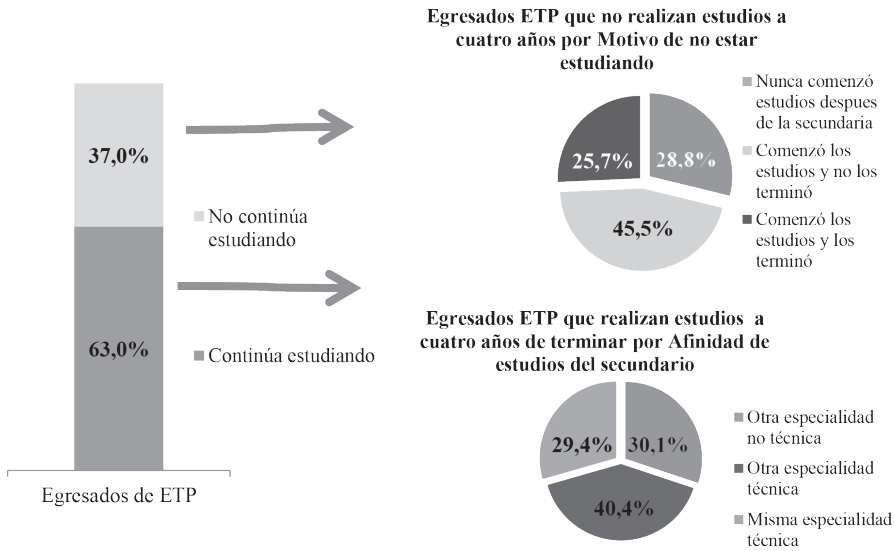 37,0%
63,0%
No continúa
estudiando
Continúa estudiando
Egresados de ETP
Egresados ETP que no realizan estudios a
cuatro años por Motivo de no estar
estudiando
25,7%
28,8%
45,5%
Nunca comenzó
estudios despues
de la secundaria
Comenzó los
estudios y no los
terminó
Comenzó los
estudios y los
terminó
Egresados ETP que realizan estudios a
cuatro años de terminar por Afinidad de
estudios del secundario
29,4%
30,1%
40,4%
Otra especialidad
no técnica
Otra especialidad
técnica
Misma especialidad
técnica